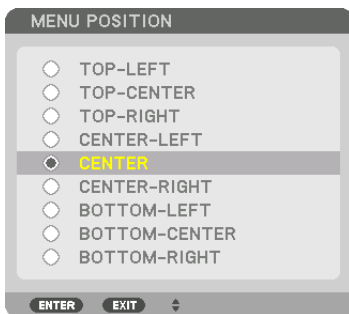 MENU POSITION
TOP-LEFT
TOP-CENTER
TOP-RIGHT
CENTER-LEFT
CENTER
CENTER-RIGHT
BOTTOM-LEFT
BOTTOM-CENTER
BOTTOM-RIGHT
ENTER EXIT